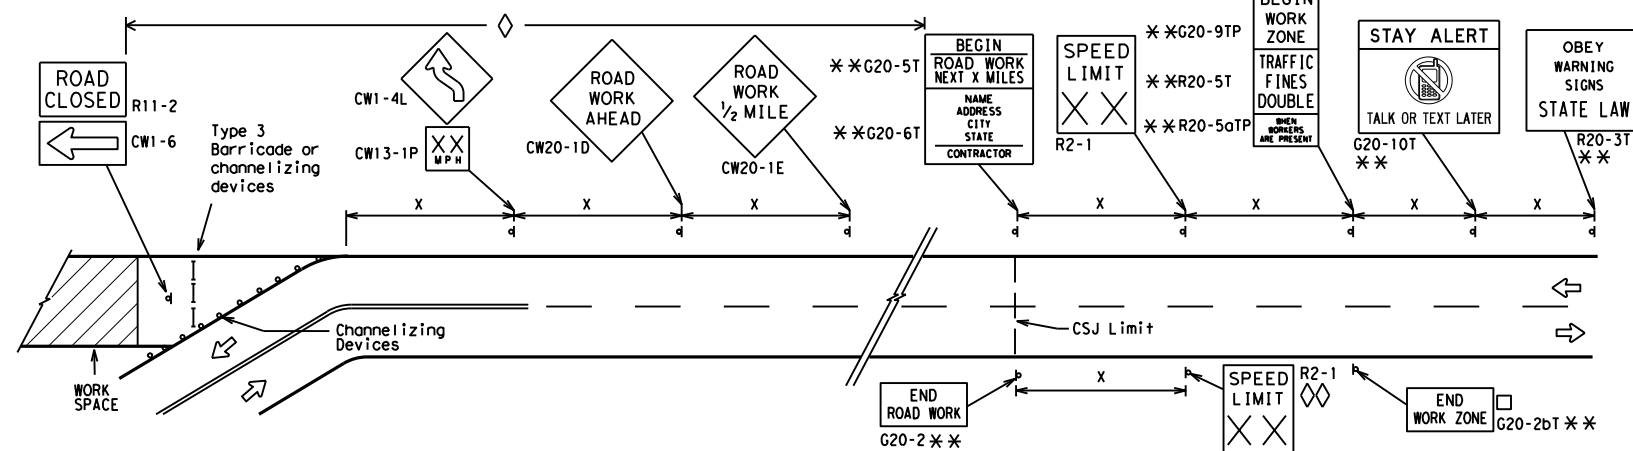 ROAD
CLOSED
R11-2
CW1-6
Type 3
Barricade or
channelizing
devices
CW1-4L
XX
MPH
CW13-1P
ROAD
WORK
AHEAD
CW20-1D
ROAD
WORK
1/2 MILE
CW20-1E
**G20-5T
BEGIN
ROAD WORK
NEXT X MILES
**G20-6T
NAME
ADDRESS
CITY
STATE
CONTRACTOR
SPEED
LIMIT
XX
R2-1
**G20-9TP
BEGIN
WORK
ZONE
**R20-5T
TRAFFIC
FINES
DOUBLE
**R20-5aTP
WHEN
WORKERS
ARE PRESENT
STAY ALERT
TALK OR TEXT LATER
G20-10T
**
OBEY
WARNING
SIGNS
STATE LAW
R20-3T
**
X
X
X
X
X
X
X
Channelizing
Devices
WORK
SPACE
CSJ Limit
END
ROAD WORK
G20-2 **
X
SPEED
LIMIT
XX
R2-1
END
WORK ZONE
G20-2bT **